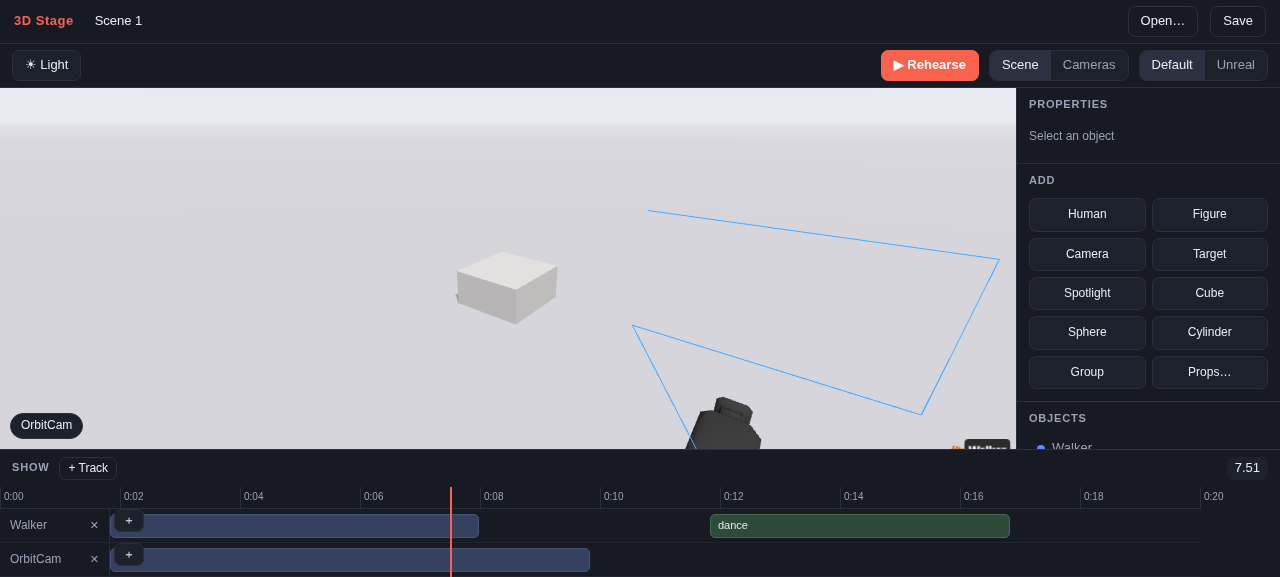 3D Stage Scene 1 Open… Save
☀ Light ▶ Rehearse Scene Cameras Default Unreal
PROPERTIES
Select an object
ADD
Human Figure
Camera Target
Spotlight Cube
Sphere Cylinder
Group Props…
OBJECTS
Walker
OrbitCam
Walker
SHOW + Track 7.51
0:00 0:02 0:04 0:06 0:08 0:10 0:12 0:14 0:16 0:18 0:20
Walker × + dance
OrbitCam × +